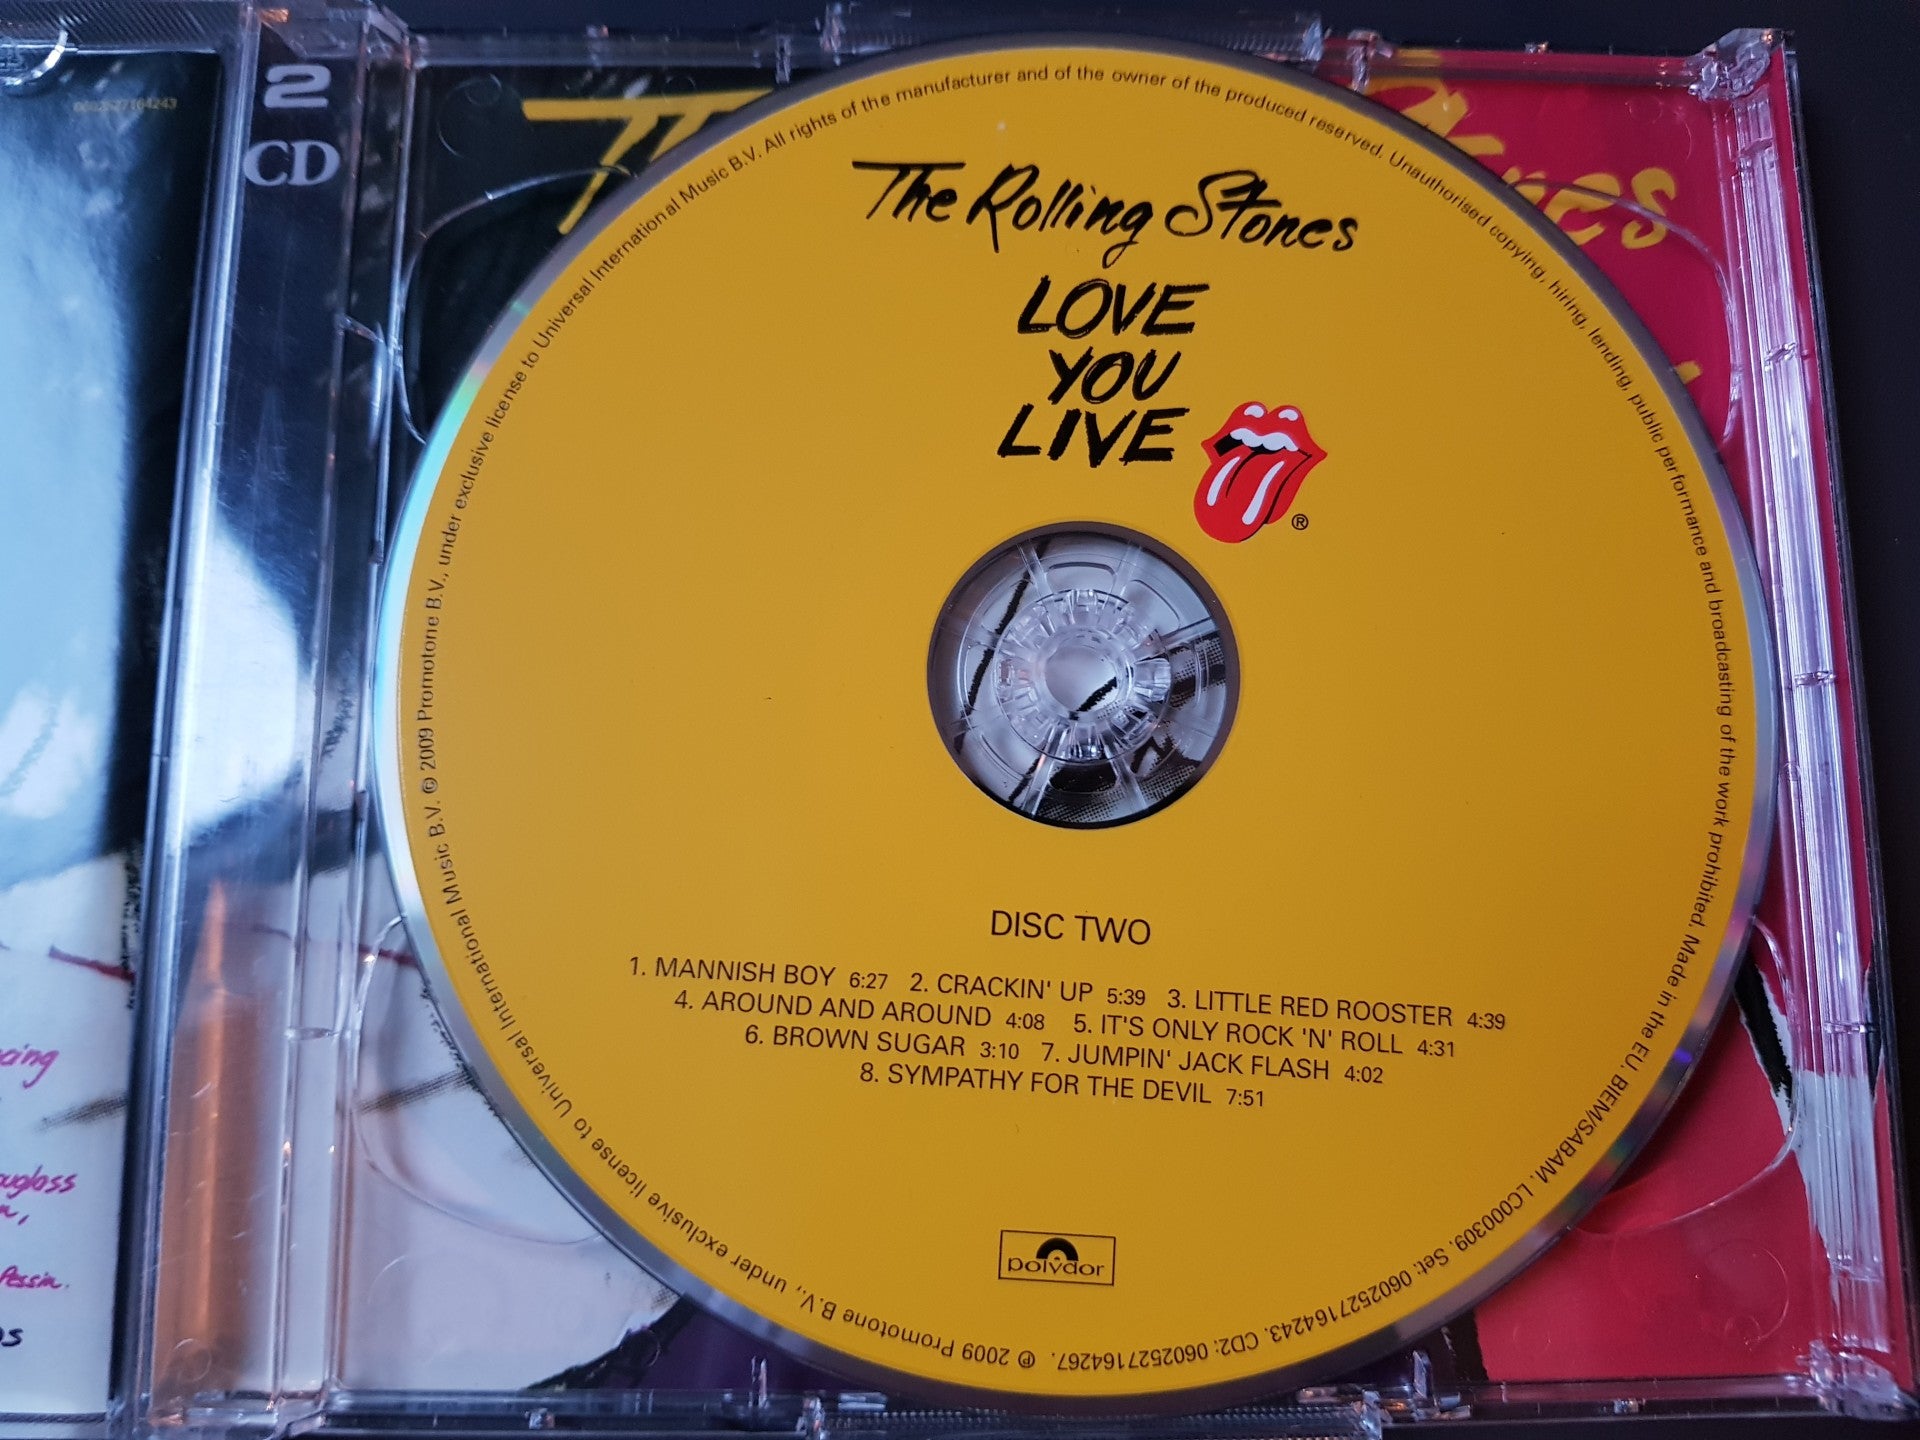 0602527164243
2
CD
The Rolling Stones
LOVE
YOU
LIVE
®
DISC TWO
1. MANNISH BOY 6:27 2. CRACKIN' UP 5:39 3. LITTLE RED ROOSTER 4:39
4. AROUND AND AROUND 4:08 5. IT'S ONLY ROCK 'N' ROLL 4:31
6. BROWN SUGAR 3:10 7. JUMPIN' JACK FLASH 4:02
8. SYMPATHY FOR THE DEVIL 7:51
polydor
℗ 2009 Promotone B.V., under exclusive license to Universal International Music B.V. © 2009 Promotone B.V., under exclusive license to Universal International Music B.V. All rights of the manufacturer and of the owner of the produced reserved. Unauthorised copying, hiring, lending, public performance and broadcasting of the work prohibited. Made in the EU. BIEM/SABAM. LC000309. Set: 0602527164243. CD2: 0602527164267.
Pessin.